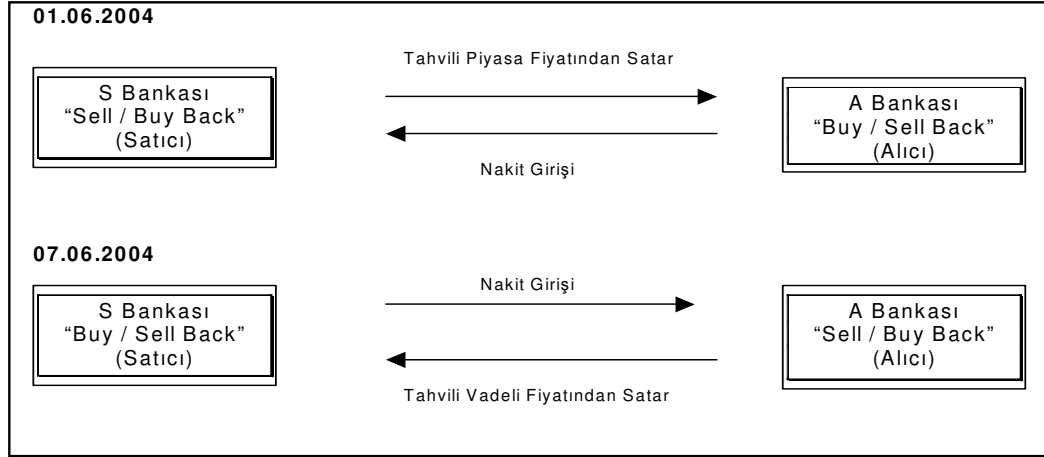 01.06.2004
Tahvili Piyasa Fiyatından Satar
S Bankası
“Sell / Buy Back”
(Satıcı)
A Bankası
“Buy / Sell Back”
(Alıcı)
Nakit Girişi
07.06.2004
Nakit Girişi
S Bankası
“Buy / Sell Back”
(Satıcı)
A Bankası
“Sell / Buy Back”
(Alıcı)
Tahvili Vadeli Fiyatından Satar